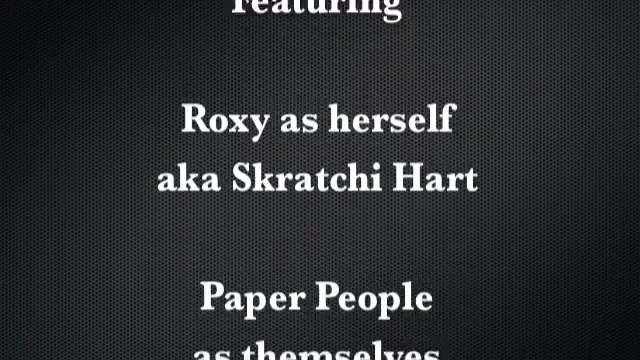 Featuring
Roxy as herself
aka Skratchi Hart
Paper People
as themselves